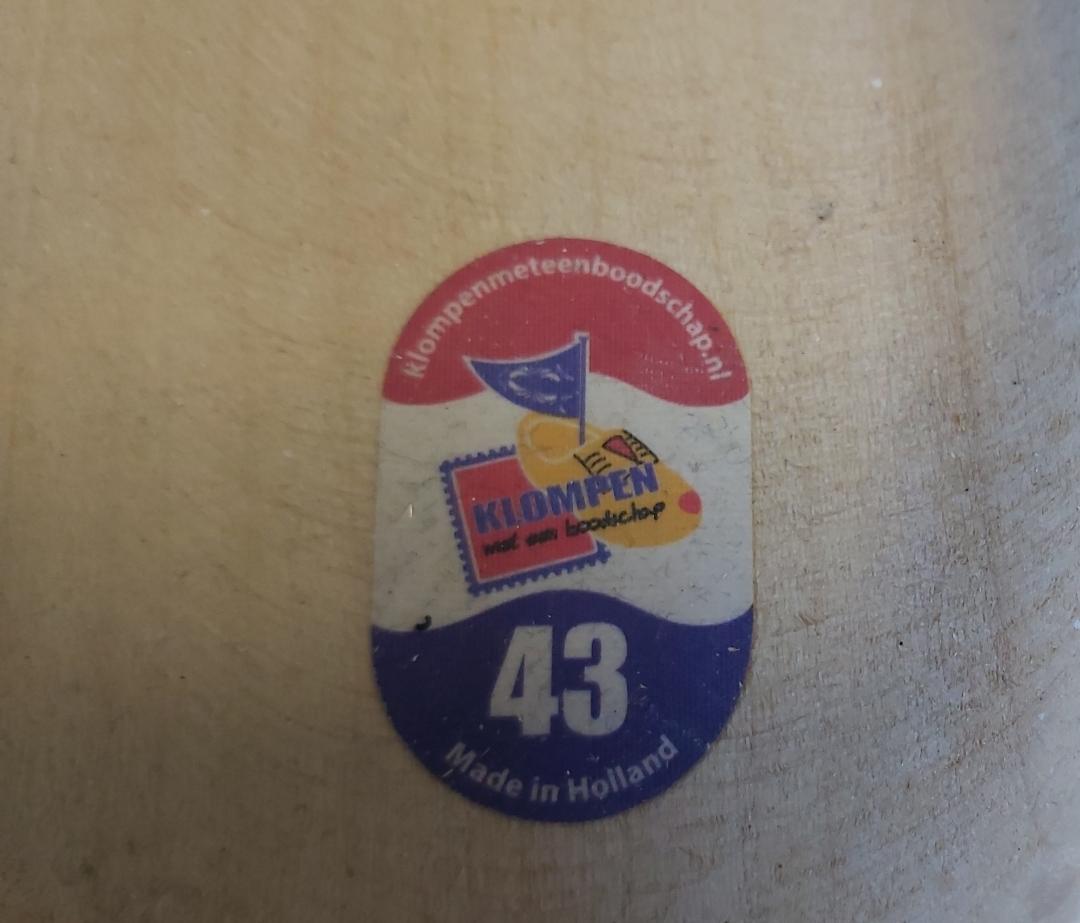 klompenmeteenboodschap.nl
KLOMPEN
met een boodschap
43
Made in Holland